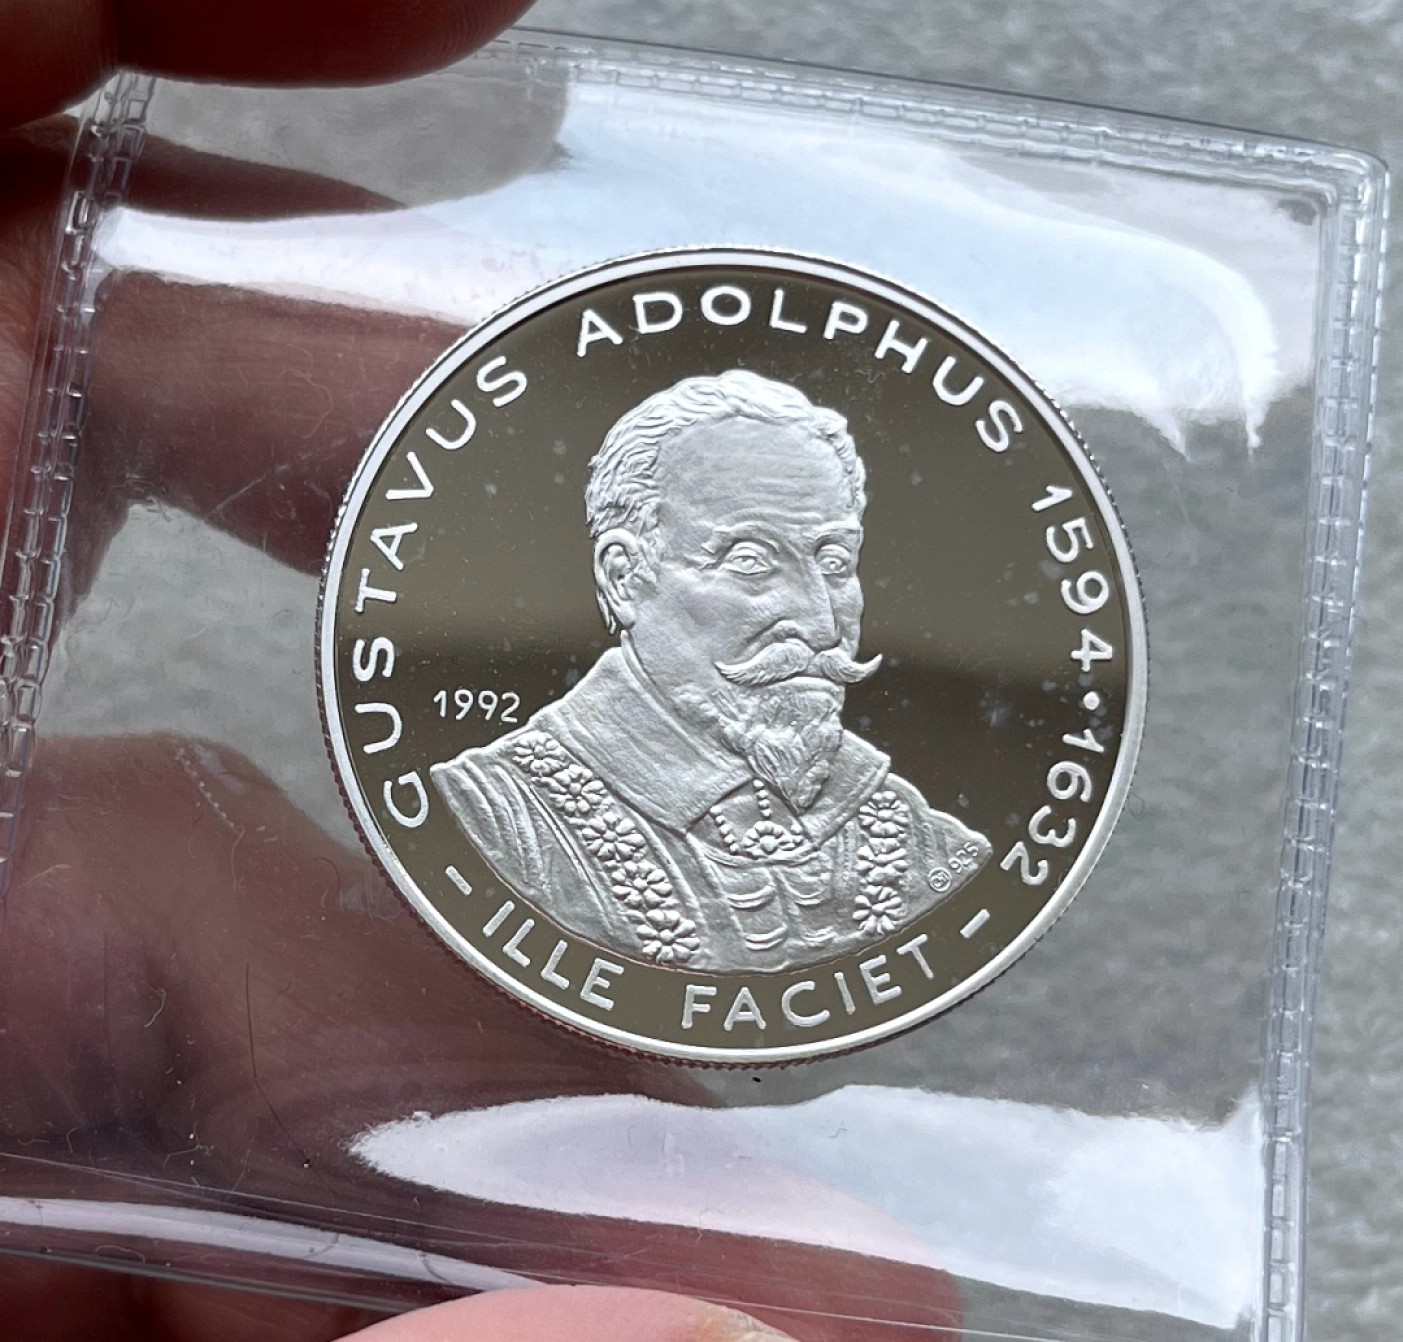 GUSTAVUS ADOLPHUS 1594·1632
1992
925
- ILLE FACIET -